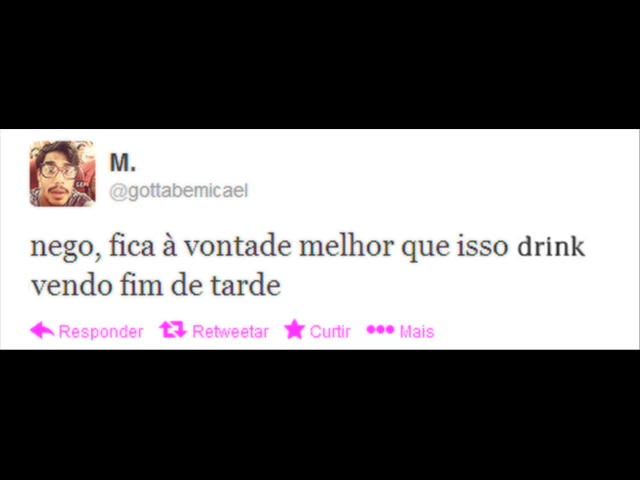 M.
@gottabemicael
nego, fica à vontade melhor que isso drink
vendo fim de tarde
Responder Retweetar Curtir Mais